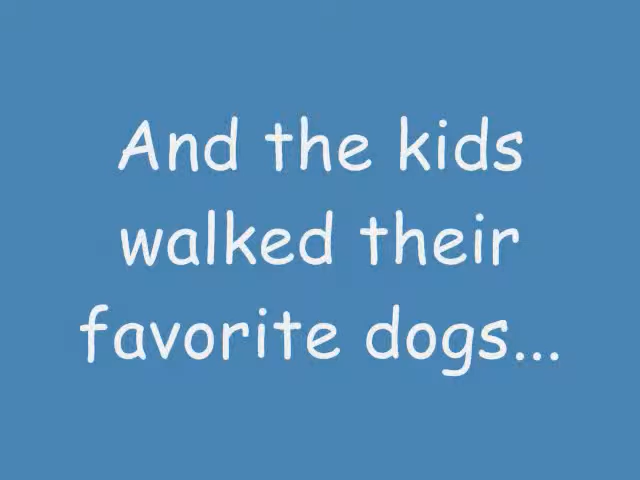 And the kids
walked their
favorite dogs...